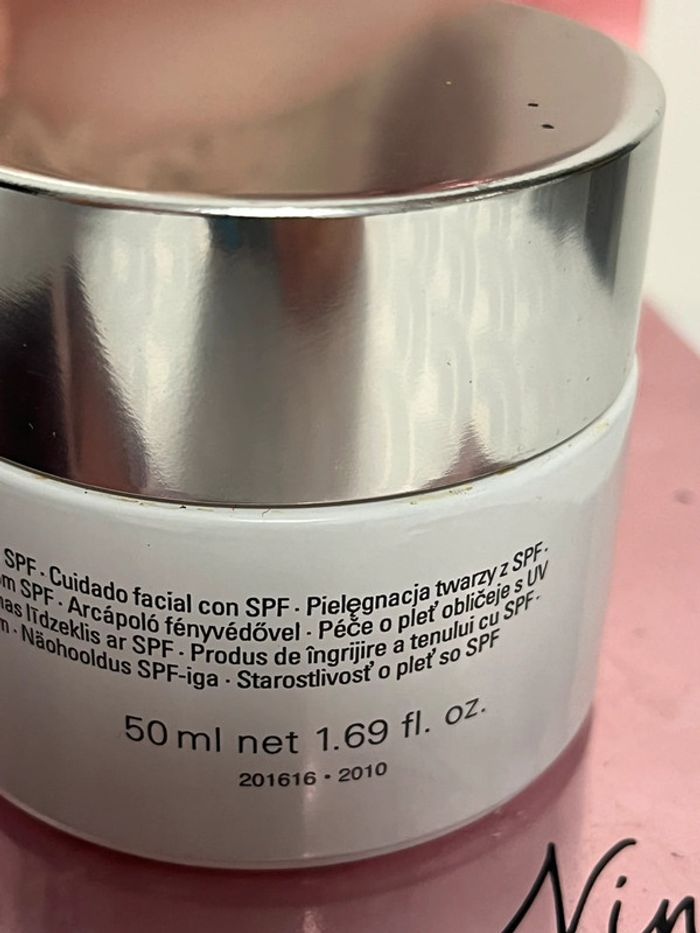 SPF · Cuidado facial con SPF · Pielęgnacja twarzy z SPF ·
SPF · Arcápoló fényvédővel · Péče o pleť obličeje s UV
līdzeklis ar SPF · Produs de îngrijire a tenului cu SPF ·
· Näohooldus SPF-iga · Starostlivosť o pleť so SPF
50 ml net 1.69 fl. oz.
201616 · 2010